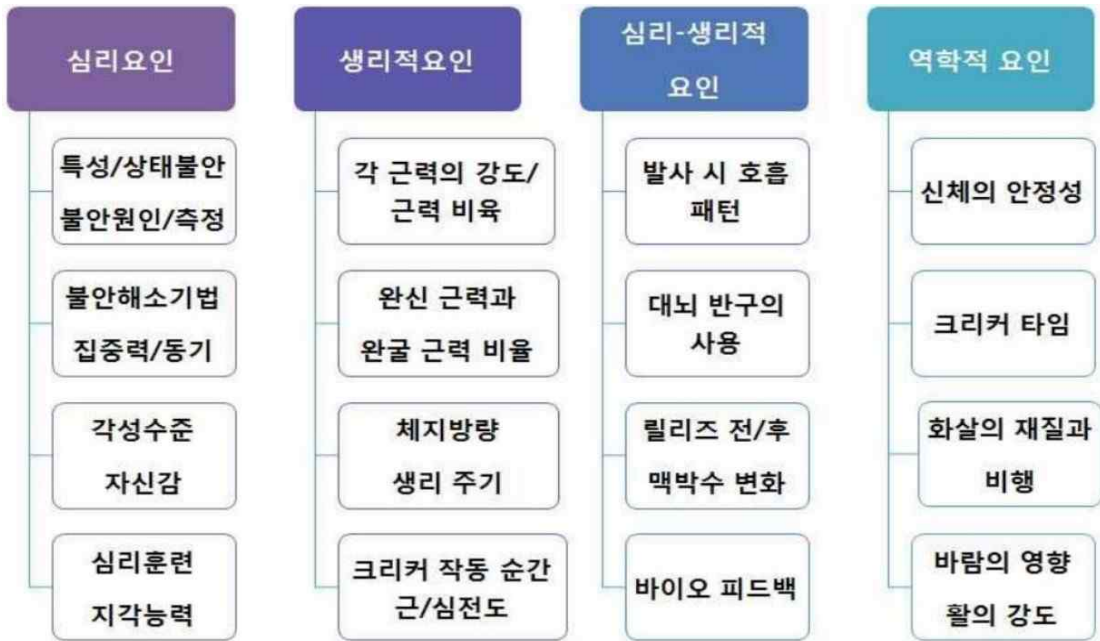 심리요인
특성/상태불안
불안원인/측정
불안해소기법
집중력/동기
각성수준
자신감
심리훈련
지각능력
생리적요인
각 근력의 강도/
근력 비육
완신 근력과
완굴 근력 비율
체지방량
생리 주기
크리커 작동 순간
근/심전도
심리-생리적
요인
발사 시 호흡
패턴
대뇌 반구의
사용
릴리즈 전/후
맥박수 변화
바이오 피드백
역학적 요인
신체의 안정성
크리커 타임
화살의 재질과
비행
바람의 영향
활의 강도